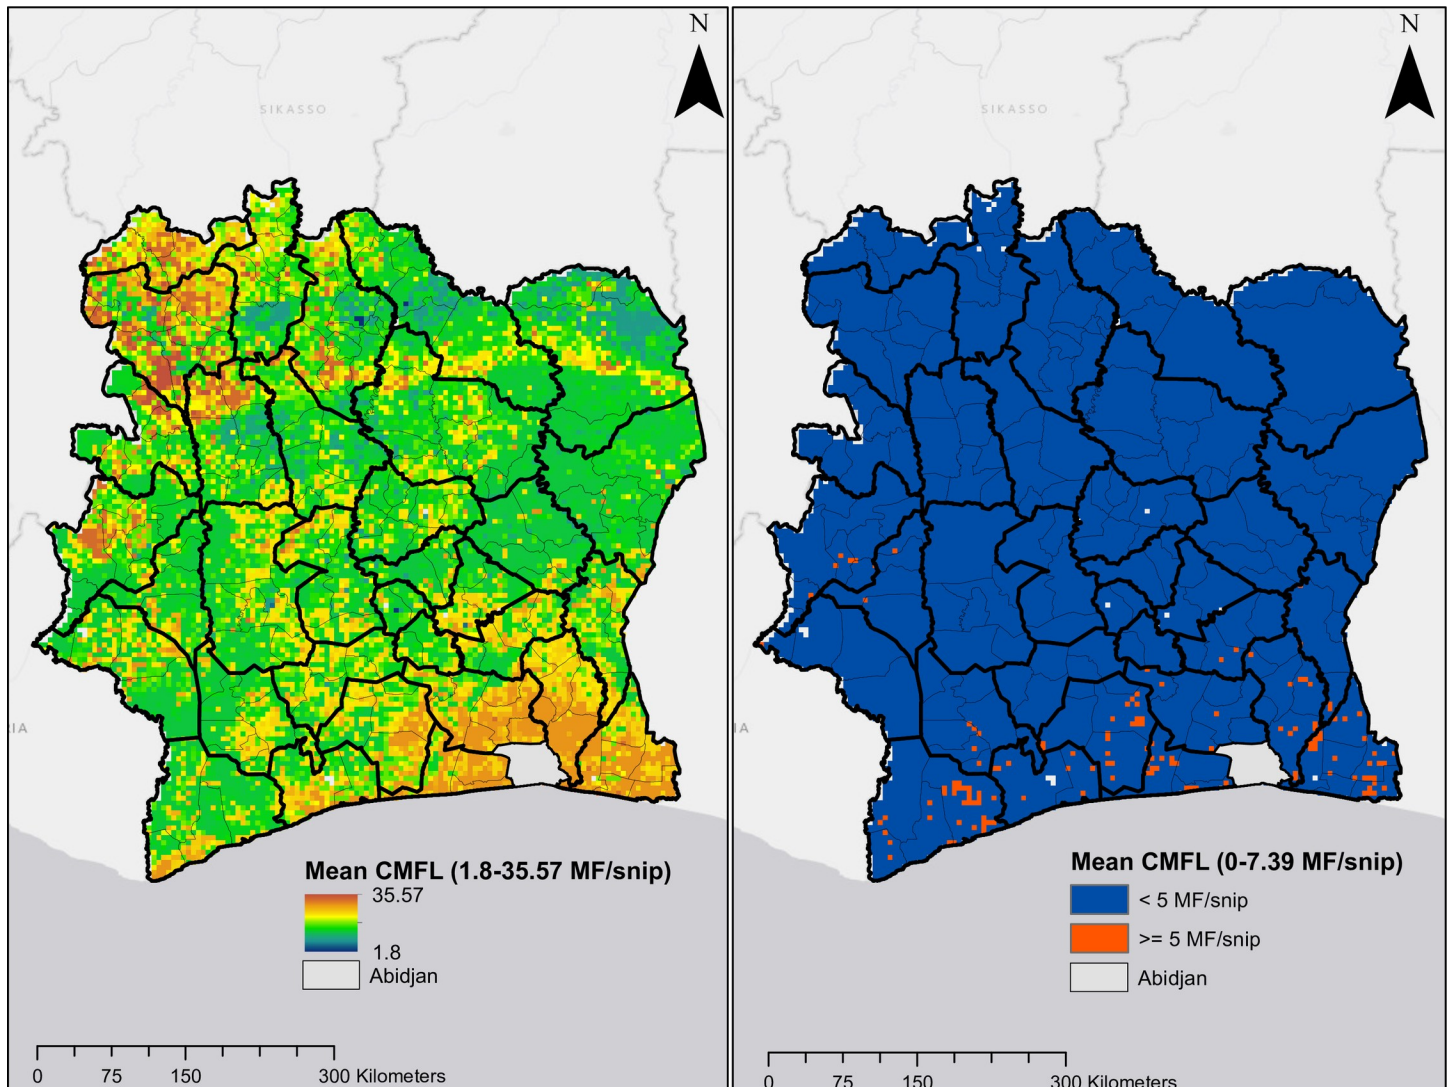 N
SIKASSO
IA
Mean CMFL (1.8-35.57 MF/snip)
35.57
1.8
Abidjan
0 75 150 300 Kilometers
N
SIKASSO
IA
Mean CMFL (0-7.39 MF/snip)
< 5 MF/snip
>= 5 MF/snip
Abidjan
0 75 150 300 Kilometers